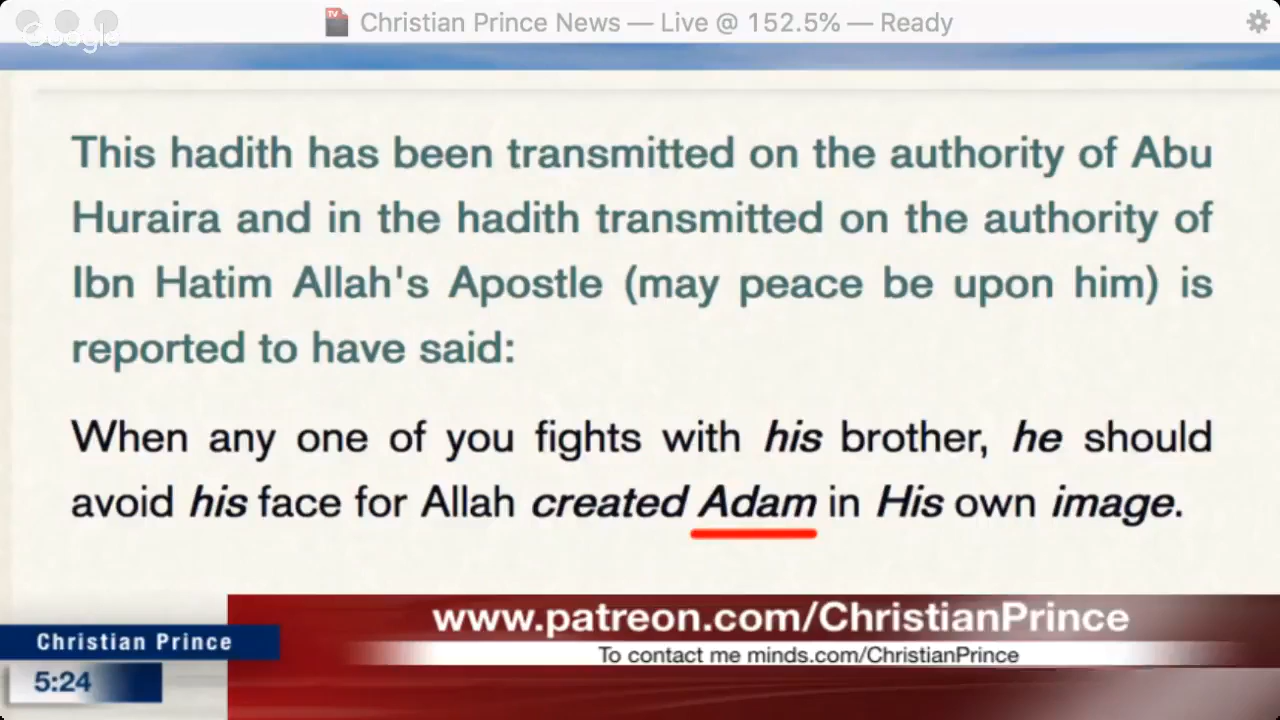 Christian Prince News — Live @ 152.5% — Ready
Google
This hadith has been transmitted on the authority of Abu
Huraira and in the hadith transmitted on the authority of
Ibn Hatim Allah's Apostle (may peace be upon him) is
reported to have said:
When any one of you fights with his brother, he should
avoid his face for Allah created Adam in His own image.
www.patreon.com/ChristianPrince
Christian Prince
To contact me minds.com/ChristianPrince
5:24